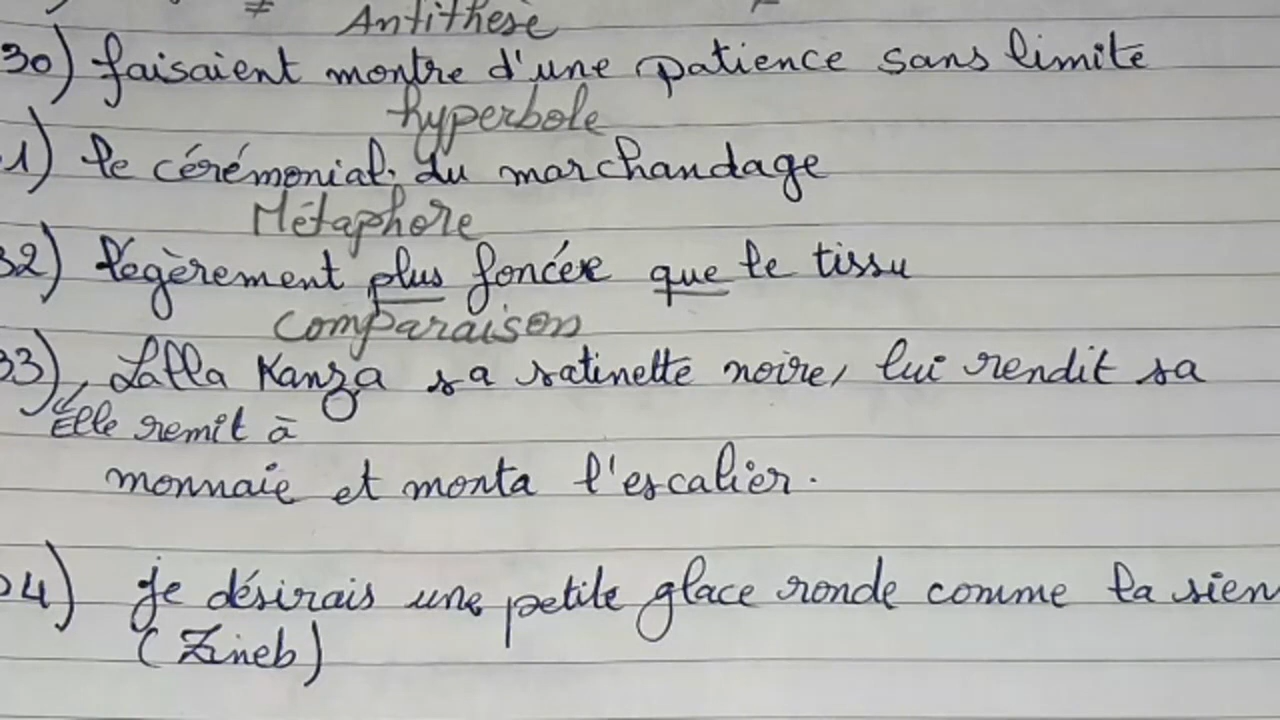 ≠ Antithèse
30) faisaient montre d'une patience sans limite
hyperbole
1) le cérémonial du marchandage
Métaphore
32) légèrement plus foncée que le tissu
Comparaison
33) Lalla Kanza sa satinette noire, lui rendit sa
Elle remit à
monnaie et monta l'escalier.
34) je désirais une petite glace ronde comme la sien
(Zineb)